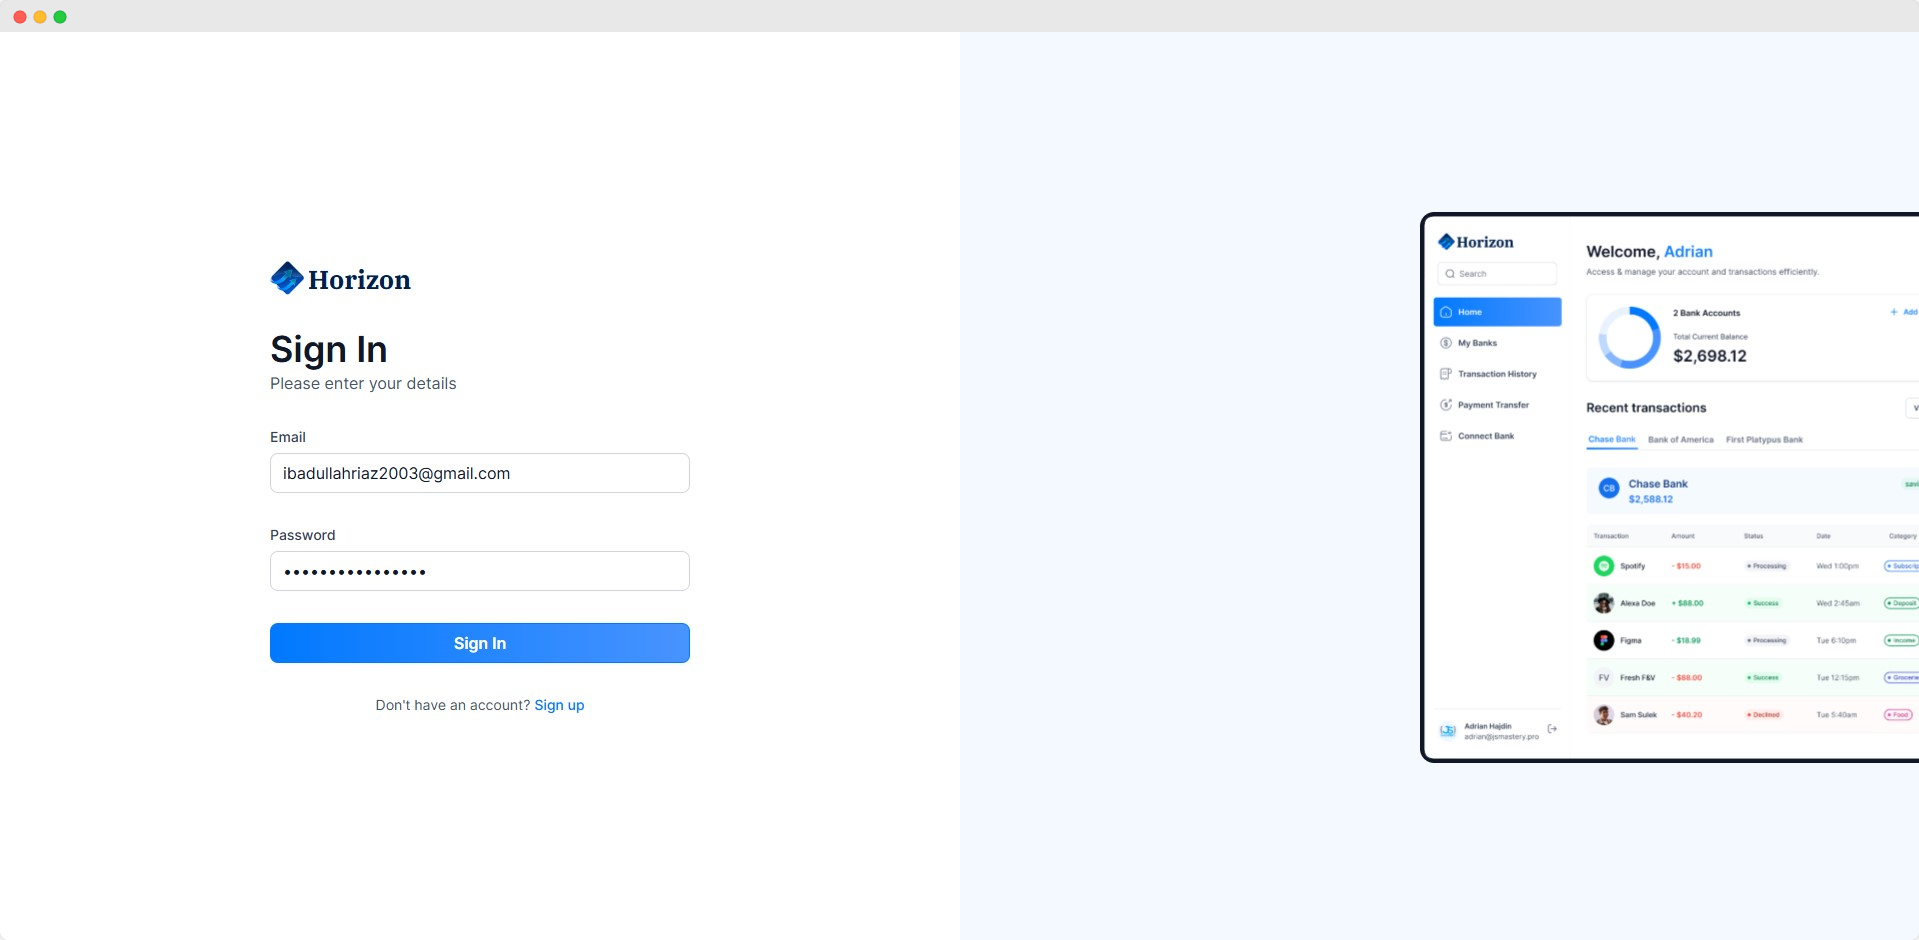 Horizon
Sign In
Please enter your details
Email
ibadullahriaz2003@gmail.com
Password
••••••••••••••••
Sign In
Don't have an account? Sign up
Horizon
Search
Home
My Banks
Transaction History
Payment Transfer
Connect Bank
Adrian Hajdin
adrian@jsmastery.pro
Welcome, Adrian
Access & manage your account and transactions efficiently.
2 Bank Accounts
+ Add
Total Current Balance
$2,698.12
Recent transactions
V
Chase Bank Bank of America First Platypus Bank
CB Chase Bank savi
$2,588.12
Transaction Amount Status Date Category
Spotify - $15.00 Processing Wed 1:00pm Subscrip
Alexa Doe + $88.00 Success Wed 2:45am Deposit
Figma - $18.99 Processing Tue 6:10pm Income
FV Fresh F&V - $88.00 Success Tue 12:15pm Grocerie
Sam Sulek - $40.20 Declined Tue 5:40am Food